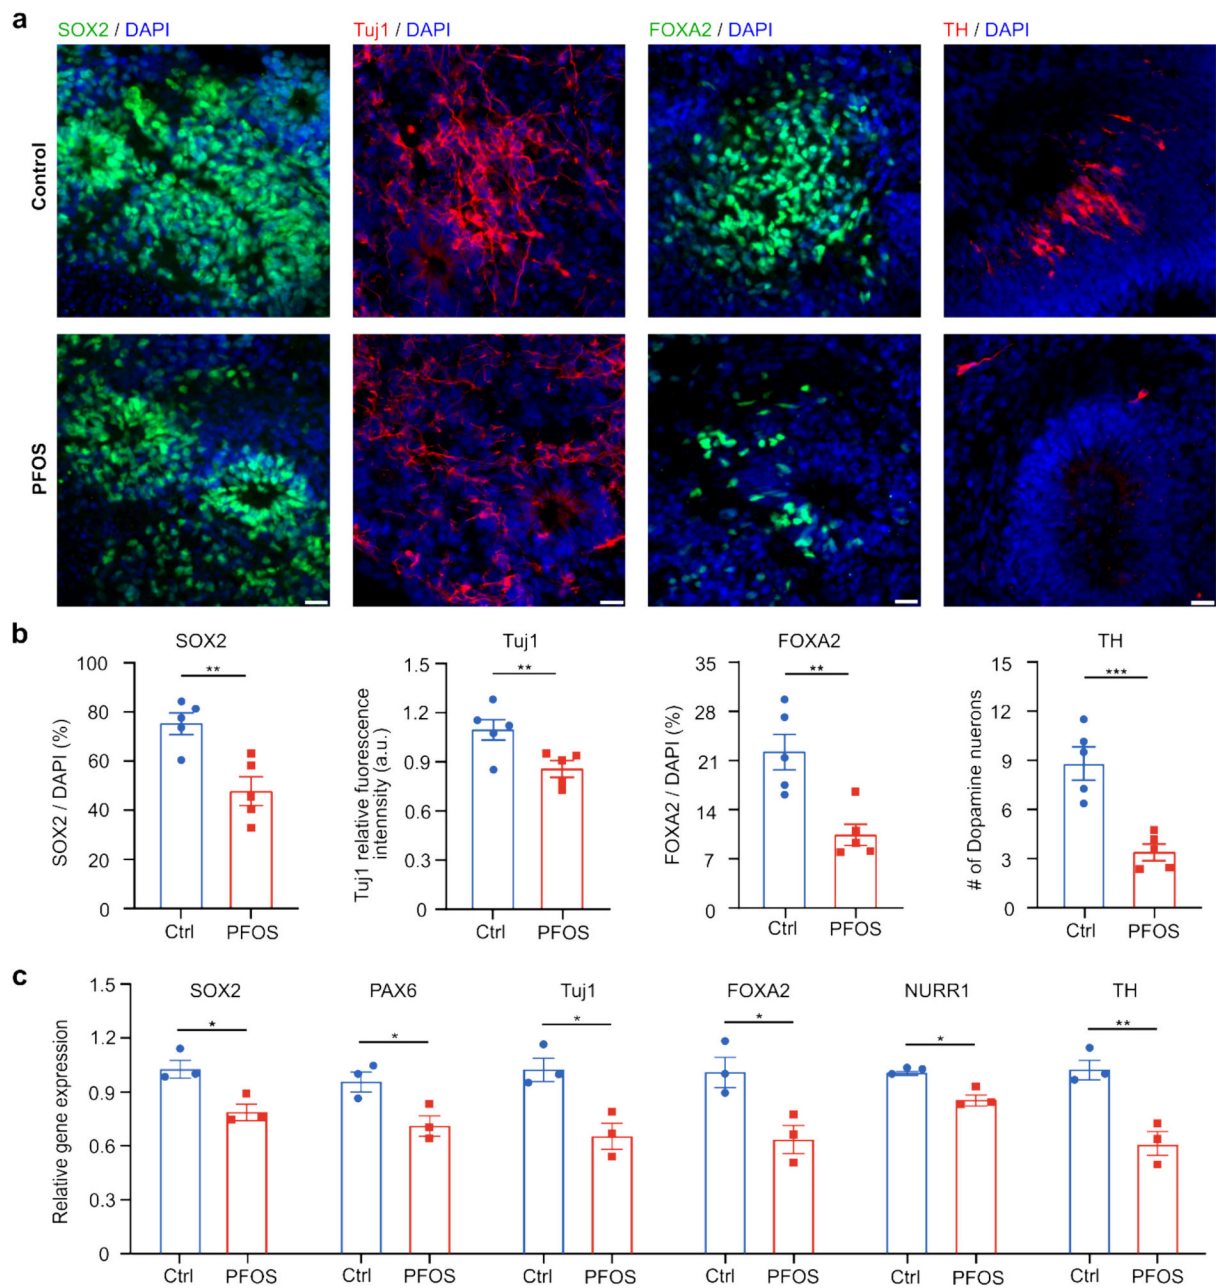 a
SOX2 / DAPI
Tuj1 / DAPI
FOXA2 / DAPI
TH / DAPI
Control
PFOS
b
SOX2
SOX2 / DAPI (%)
100
80
60
40
20
0
**
Ctrl
PFOS
Tuj1
Tuj1 relative fuorescence
intennsity (a.u.)
1.5
1.2
0.9
0.6
0.3
0
**
Ctrl
PFOS
FOXA2
FOXA2 / DAPI (%)
35
28
21
14
7
0
**
Ctrl
PFOS
TH
# of Dopamine nuerons
15
12
9
6
3
0
***
Ctrl
PFOS
c
Relative gene expression
1.5
1.2
0.9
0.6
0.3
0
SOX2
*
Ctrl
PFOS
PAX6
*
Ctrl
PFOS
Tuj1
*
Ctrl
PFOS
FOXA2
*
Ctrl
PFOS
NURR1
*
Ctrl
PFOS
TH
**
Ctrl
PFOS